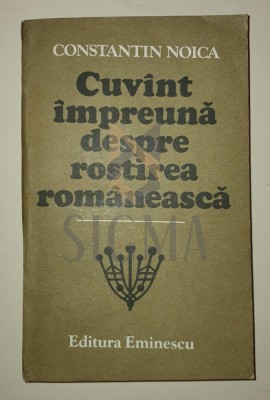 CONSTANTIN NOICA
Cuvînt
împreună
despre
rostirea
românească
SIGMA
Editura Eminescu